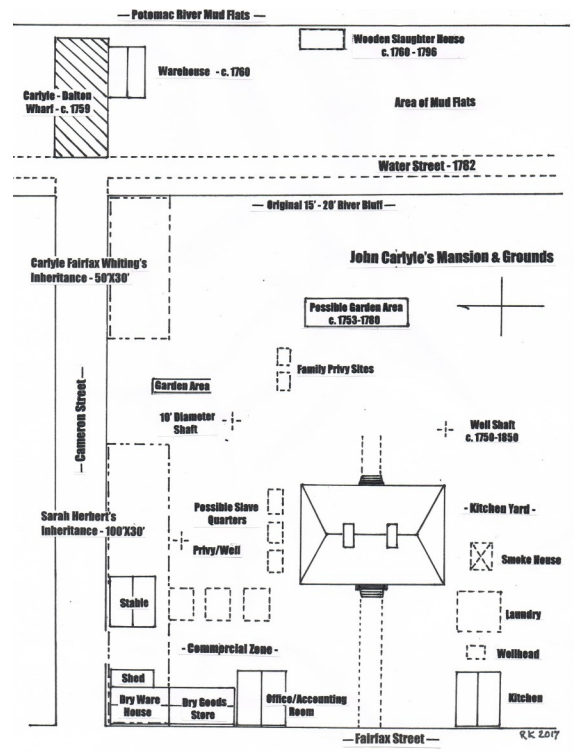 — Potomac River Mud Flats —
Wooden Slaughter House
c. 1760 - 1796
Warehouse - c. 1760
Carlyle - Dalton
Wharf - c. 1759
Area of Mud Flats
Water Street - 1782
— Original 15' - 20' River Bluff —
Carlyle Fairfax Whiting's
Inheritance - 50'X30'
John Carlyle's Mansion & Grounds
Possible Garden Area
c. 1753-1780
Family Privy Sites
Garden Area
10' Diameter
Shaft
Well Shaft
c. 1750-1850
— Cameron Street —
Sarah Herbert's
Inheritance - 100'X30'
Possible Slave
Quarters
- Kitchen Yard -
Privy/Well
Smoke House
Stable
Laundry
- Commercial Zone -
Wellhead
Shed
Dry Ware
House
Dry Goods
Store
Office/Accounting
Room
Kitchen
— Fairfax Street —
RK 2017